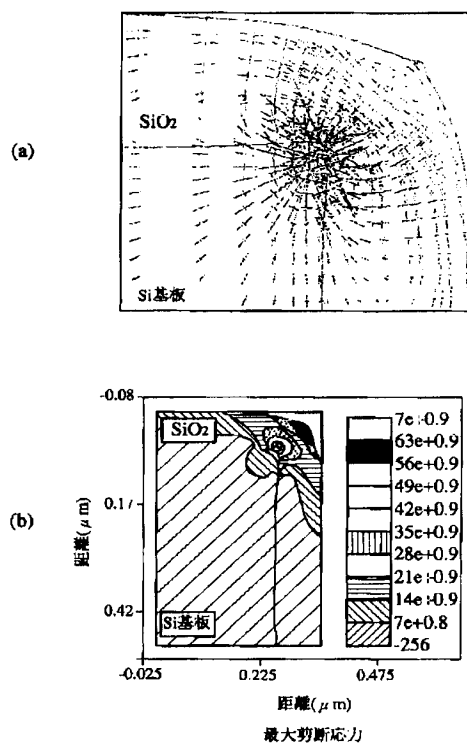 (a)
SiO₂
Si基板
(b)
-0.08
0.17
0.42
距離(μm)
SiO₂
Si基板
-0.025
0.225
0.475
距離(μm)
最大剪断応力
7e+0.9
63e+0.9
56e+0.9
49e+0.9
42e+0.9
35e+0.9
28e+0.9
21e+0.9
14e+0.9
7e+0.8
-256